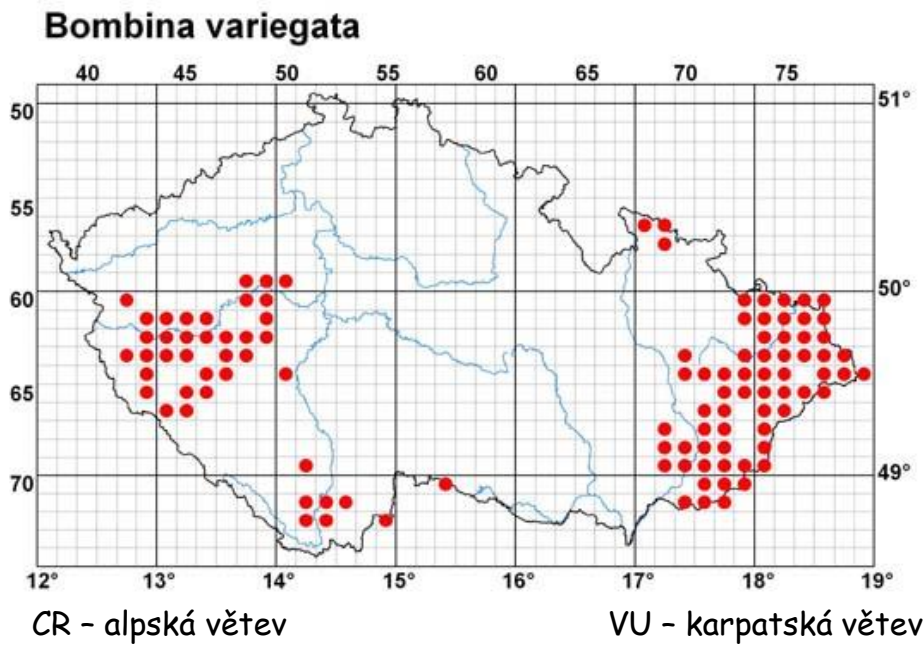 Bombina variegata
40 45 50 55 60 65 70 75
50 51°
55
60 50°
65
70 49°
12° 13° 14° 15° 16° 17° 18° 19°
CR – alpská větev VU – karpatská větev